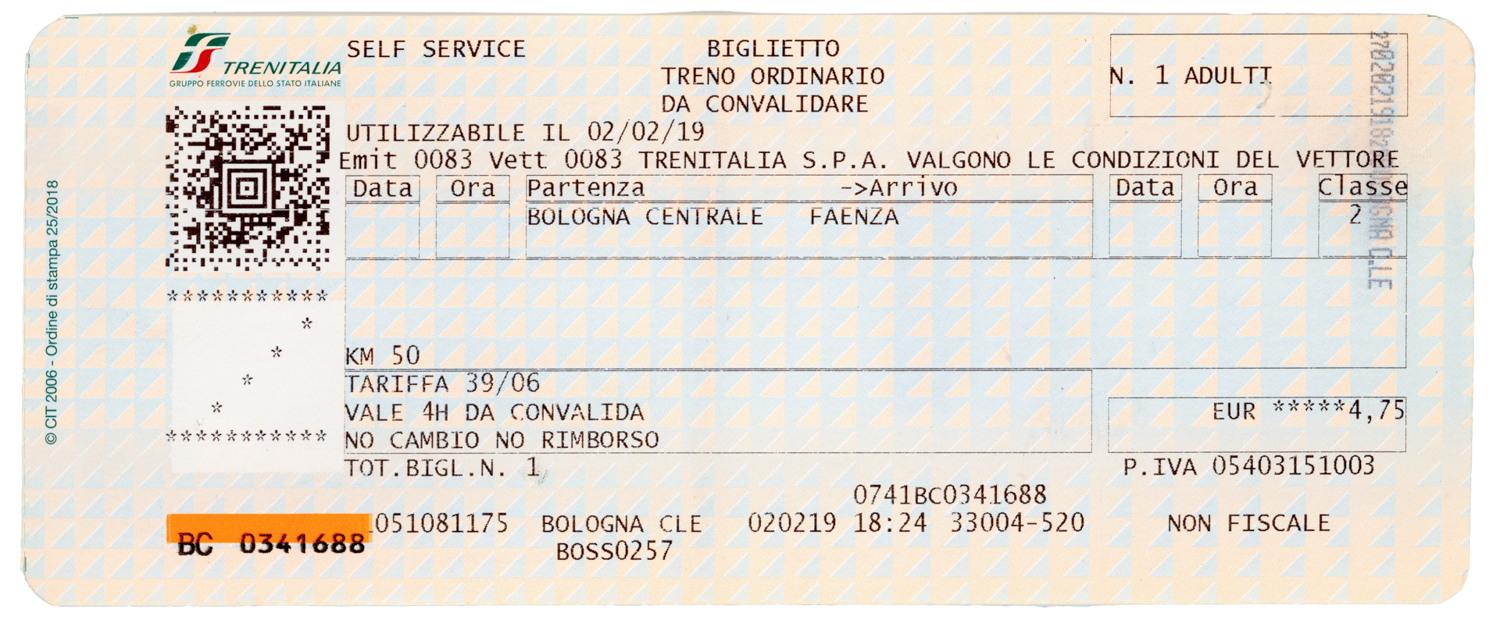 SELF SERVICE BIGLIETTO
TRENITALIA TRENO ORDINARIO N. 1 ADULTI
GRUPPO FERROVIE DELLO STATO ITALIANE
DA CONVALIDARE
UTILIZZABILE IL 02/02/19
Emit 0083 Vett 0083 TRENITALIA S.P.A. VALGONO LE CONDIZIONI DEL VETTORE
Data Ora Partenza ->Arrivo Data Ora Classe
BOLOGNA CENTRALE FAENZA 2
***********
*
*
KM 50
*
TARIFFA 39/06
*
VALE 4H DA CONVALIDA EUR *****4,75
***********
NO CAMBIO NO RIMBORSO
TOT.BIGL.N. 1 P.IVA 05403151003
0741BC0341688
051081175 BOLOGNA CLE 020219 18:24 33004-520 NON FISCALE
BC 0341688
BOSS0257
© CIT 2006 - Ordine di stampa 25/2018
C.LE